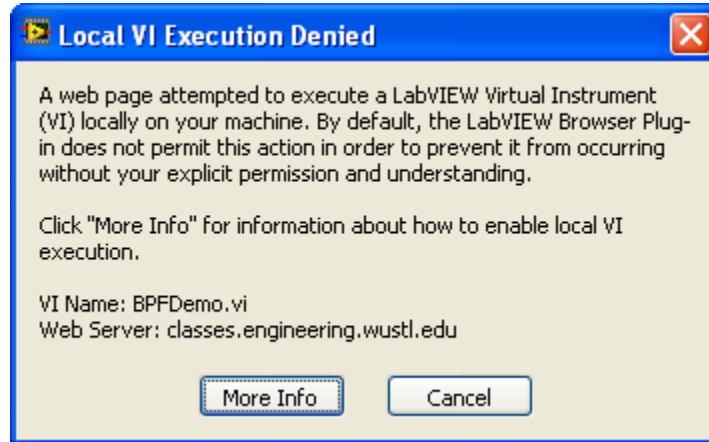 Local VI Execution Denied
A web page attempted to execute a LabVIEW Virtual Instrument
(VI) locally on your machine. By default, the LabVIEW Browser Plug-
in does not permit this action in order to prevent it from occurring
without your explicit permission and understanding.
Click "More Info" for information about how to enable local VI
execution.
VI Name: BPFDemo.vi
Web Server: classes.engineering.wustl.edu
More Info
Cancel